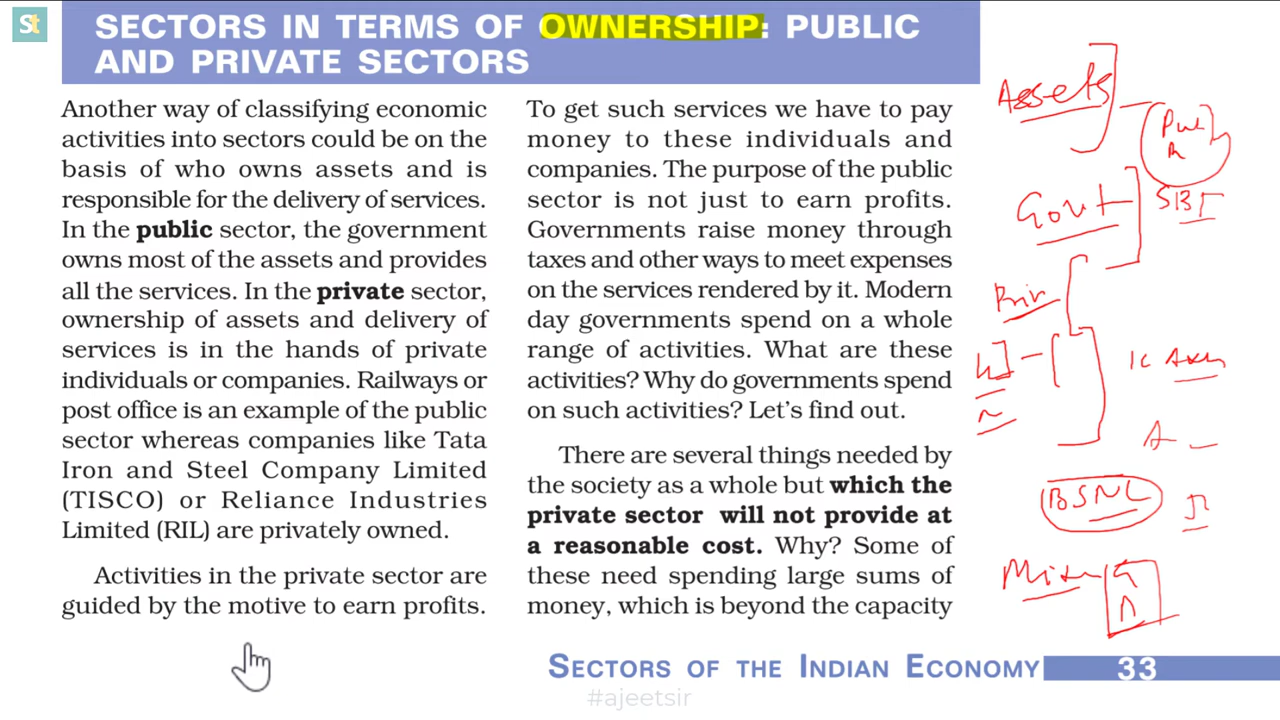 St
SECTORS IN TERMS OF OWNERSHIP: PUBLIC
AND PRIVATE SECTORS
Another way of classifying economic
activities into sectors could be on the
basis of who owns assets and is
responsible for the delivery of services.
In the public sector, the government
owns most of the assets and provides
all the services. In the private sector,
ownership of assets and delivery of
services is in the hands of private
individuals or companies. Railways or
post office is an example of the public
sector whereas companies like Tata
Iron and Steel Company Limited
(TISCO) or Reliance Industries
Limited (RIL) are privately owned.
Activities in the private sector are
guided by the motive to earn profits.
To get such services we have to pay
money to these individuals and
companies. The purpose of the public
sector is not just to earn profits.
Governments raise money through
taxes and other ways to meet expenses
on the services rendered by it. Modern
day governments spend on a whole
range of activities. What are these
activities? Why do governments spend
on such activities? Let's find out.
There are several things needed by
the society as a whole but which the
private sector will not provide at
a reasonable cost. Why? Some of
these need spending large sums of
money, which is beyond the capacity
Assets
Govt
SBI
Priv
BSNL
SECTORS OF THE INDIAN ECONOMY 33
#ajeetsir